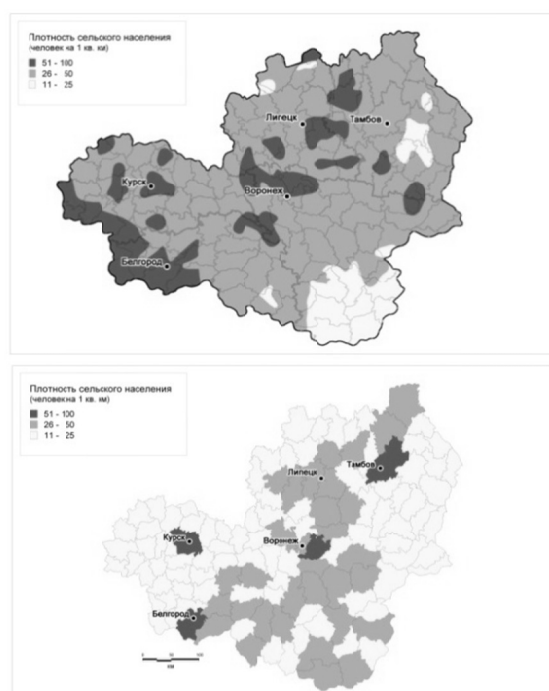 Плотность сельского населения
(человек на 1 кв. км)
51 - 100
26 - 50
11 - 25
Липецк
Тамбов
Курск
Воронеж
Белгород
Плотность сельского населения
(человек на 1 кв. км)
51 - 100
26 - 50
11 - 25
Тамбов
Липецк
Курск
Воронеж
Белгород
км